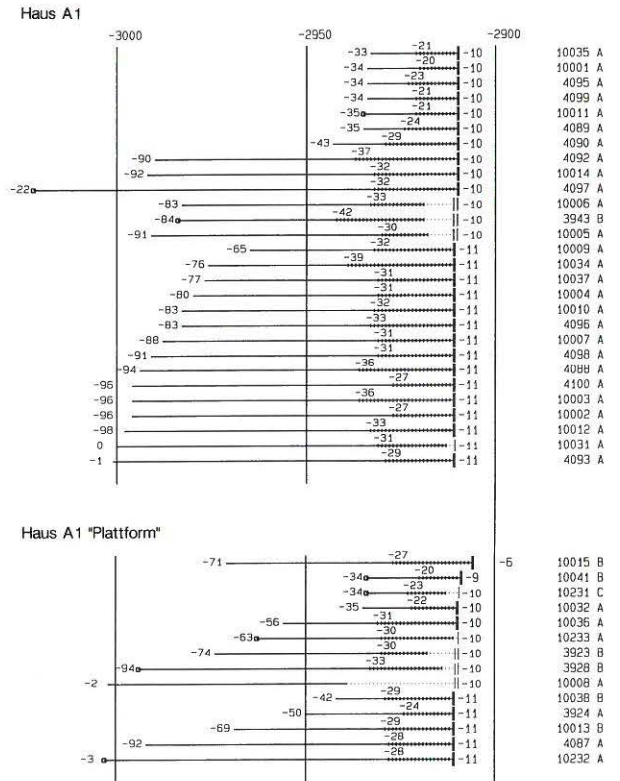 Haus A1
-3000 -2950 -2900
-33 -21 -10 10035 A
-34 -20 -10 10001 A
-34 -23 -10 4095 A
-34 -21 -10 4099 A
-35 -21 -10 10011 A
-35 -24 -10 4089 A
-43 -29 -10 4090 A
-90 -37 -10 4092 A
-92 -32 -10 10014 A
-22 -32 -10 4097 A
-83 -33 -10 10006 A
-84 -42 -10 3943 B
-91 -30 -10 10005 A
-65 -32 -11 10009 A
-76 -39 -11 10034 A
-77 -31 -11 10037 A
-80 -31 -11 10004 A
-83 -32 -11 10010 A
-83 -33 -11 4096 A
-88 -31 -11 10007 A
-91 -31 -11 4098 A
-94 -36 -11 4088 A
-96 -27 -11 4100 A
-96 -36 -11 10003 A
-96 -27 -11 10002 A
-98 -33 -11 10012 A
0 -31 -11 10031 A
-1 -29 -11 4093 A
Haus A1 "Plattform"
-71 -27 -6 10015 B
-34 -20 -9 10041 B
-34 -23 -10 10231 C
-35 -22 -10 10032 A
-56 -31 -10 10036 A
-63 -30 -10 10233 A
-74 -30 -10 3923 B
-94 -33 -10 3928 B
-2 -10 10008 A
-42 -29 -11 10038 B
-50 -24 -11 3924 A
-69 -29 -11 10013 B
-92 -28 -11 4087 A
-3 -28 -11 10232 A